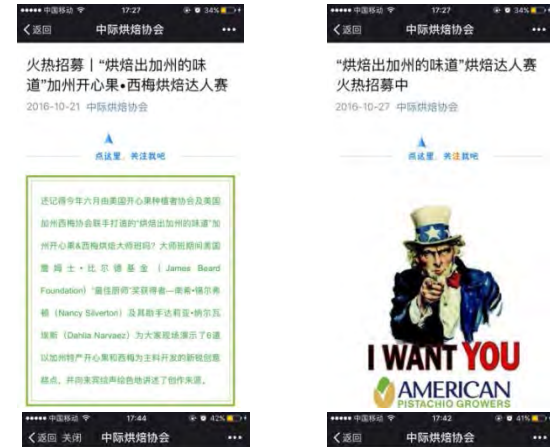 中国移动 17:27 34%
返回 中际烘焙协会
火热招募丨“烘焙出加州的味
道”加州开心果•西梅烘焙达人赛
2016-10-21 中际烘焙协会
点这里，关注我吧
还记得今年六月由美国开心果种植者协会及美国
加州西梅协会联手打造的“烘焙出加州的味道”加
州开心果&西梅烘焙大师班吗？大师班期间美国
詹姆士·比尔德基金（James Beard
Foundation）“最佳厨师”奖获得者—南希·锡尔弗
顿（Nancy Silverton）及其助手达莉亚·纳尔瓦
埃斯（Dahlia Narvaez）为大家现场演示了6道
以加州特产开心果和西梅为主料开发的新锐创意
糕点，并向来宾绘声绘色地讲述了创作来源。
中国移动 17:44 42%
返回 关闭 中际烘焙协会
中国移动 17:27 34%
返回 中际烘焙协会
“烘焙出加州的味道”烘焙达人赛
火热招募中
2016-10-27 中际烘焙协会
点这里，关注我吧
I WANT YOU
AMERICAN
PISTACHIO GROWERS
中国移动 17:42 41%
返回 中际烘焙协会